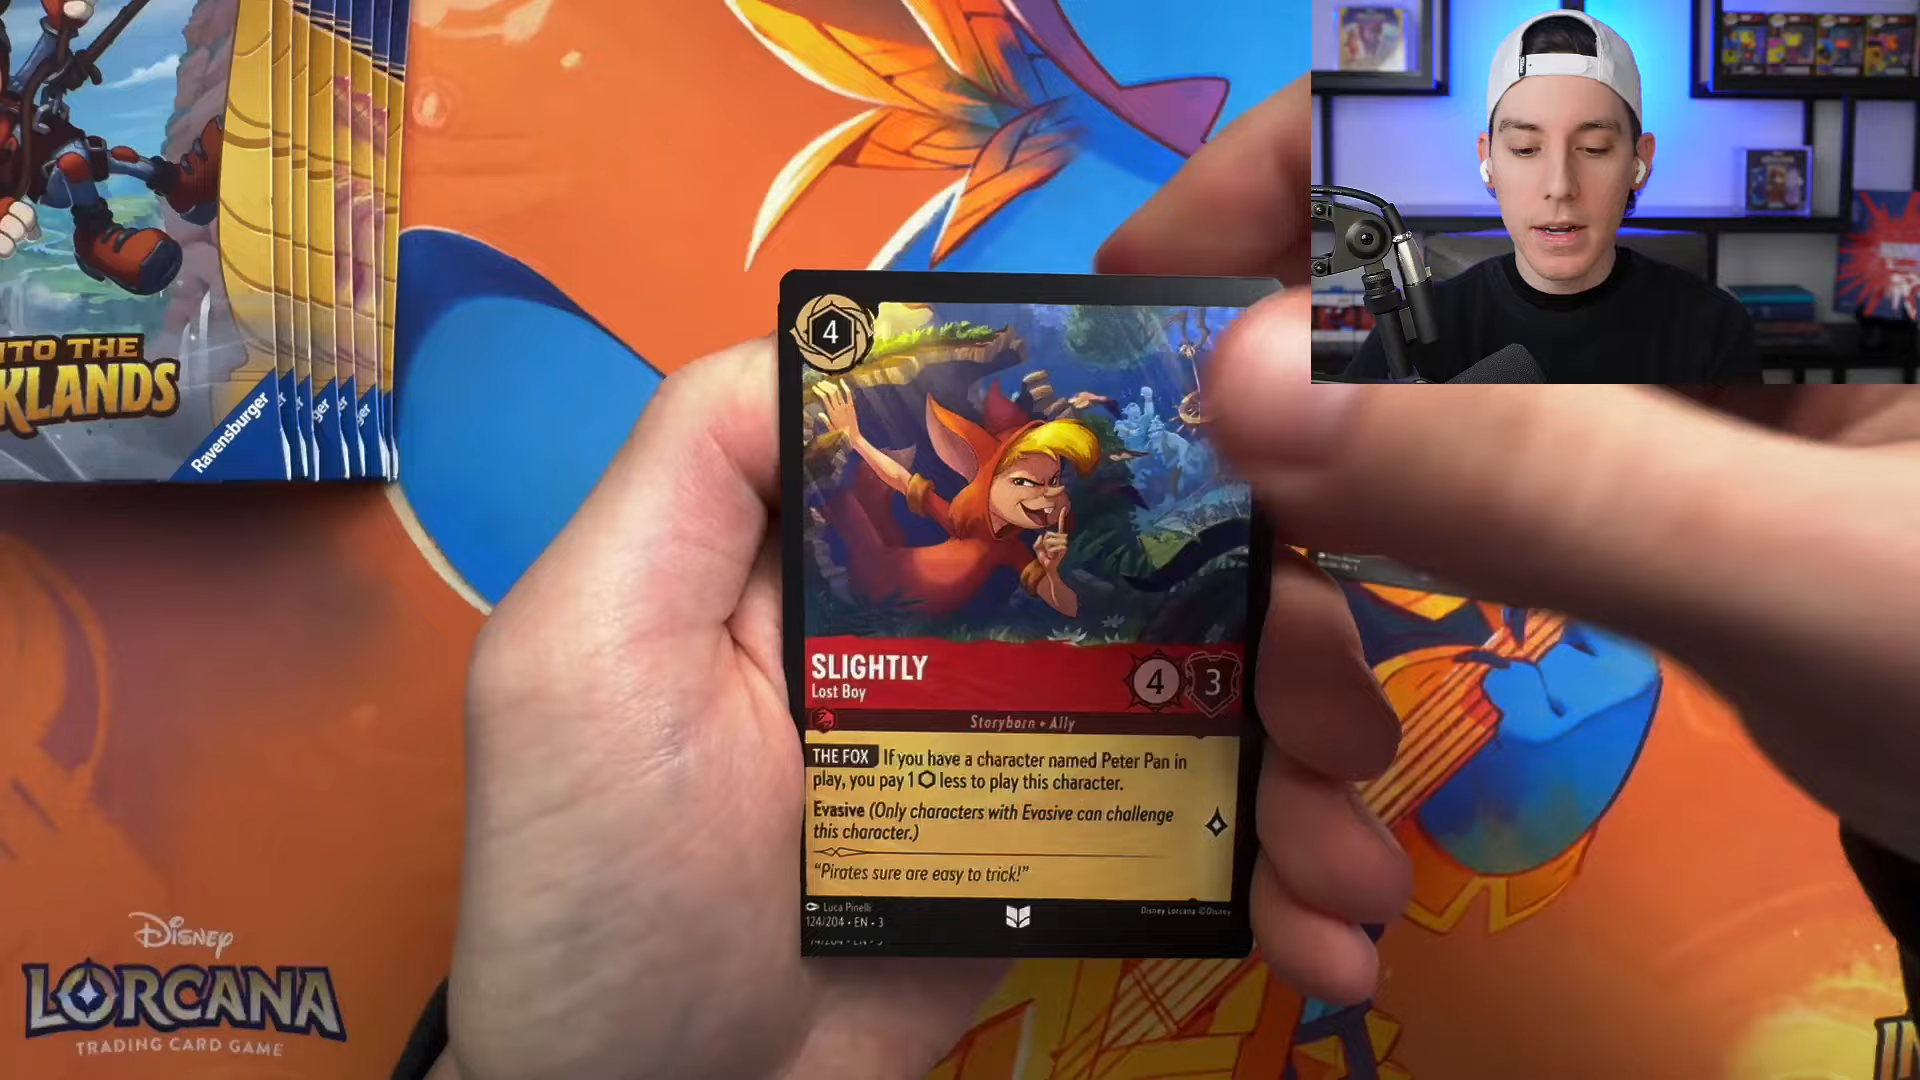 NTO THE
KLANDS
Ravensburger
4
SLIGHTLY
Lost Boy
4
3
Storyborn • Ally
THE FOX If you have a character named Peter Pan in
play, you pay 1 less to play this character.
Evasive (Only characters with Evasive can challenge
this character.)
“Pirates sure are easy to trick!”
Luca Pinelli
124/204 • EN • 3
Disney Lorcana ©Disney
Disney
LORCANA
TRADING CARD GAME
IN